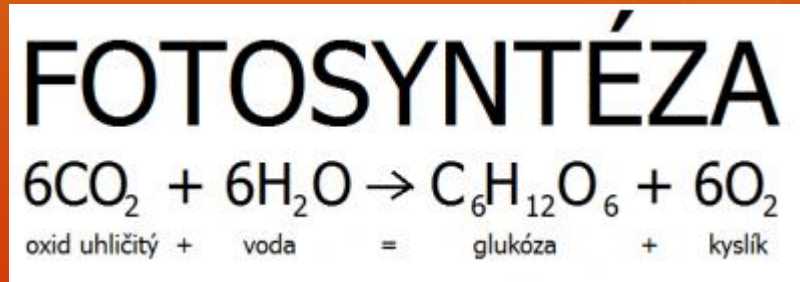 FOTOSYNTÉZA
6CO₂ + 6H₂O → C₆H₁₂O₆ + 6O₂
oxid uhličitý + voda = glukóza + kyslík